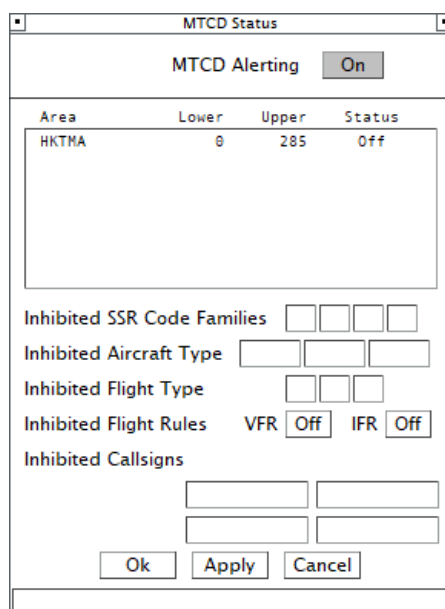 MTCD Status
MTCD Alerting On
Area Lower Upper Status
HKTMA 0 285 Off
Inhibited SSR Code Families
Inhibited Aircraft Type
Inhibited Flight Type
Inhibited Flight Rules VFR Off IFR Off
Inhibited Callsigns
Ok Apply Cancel